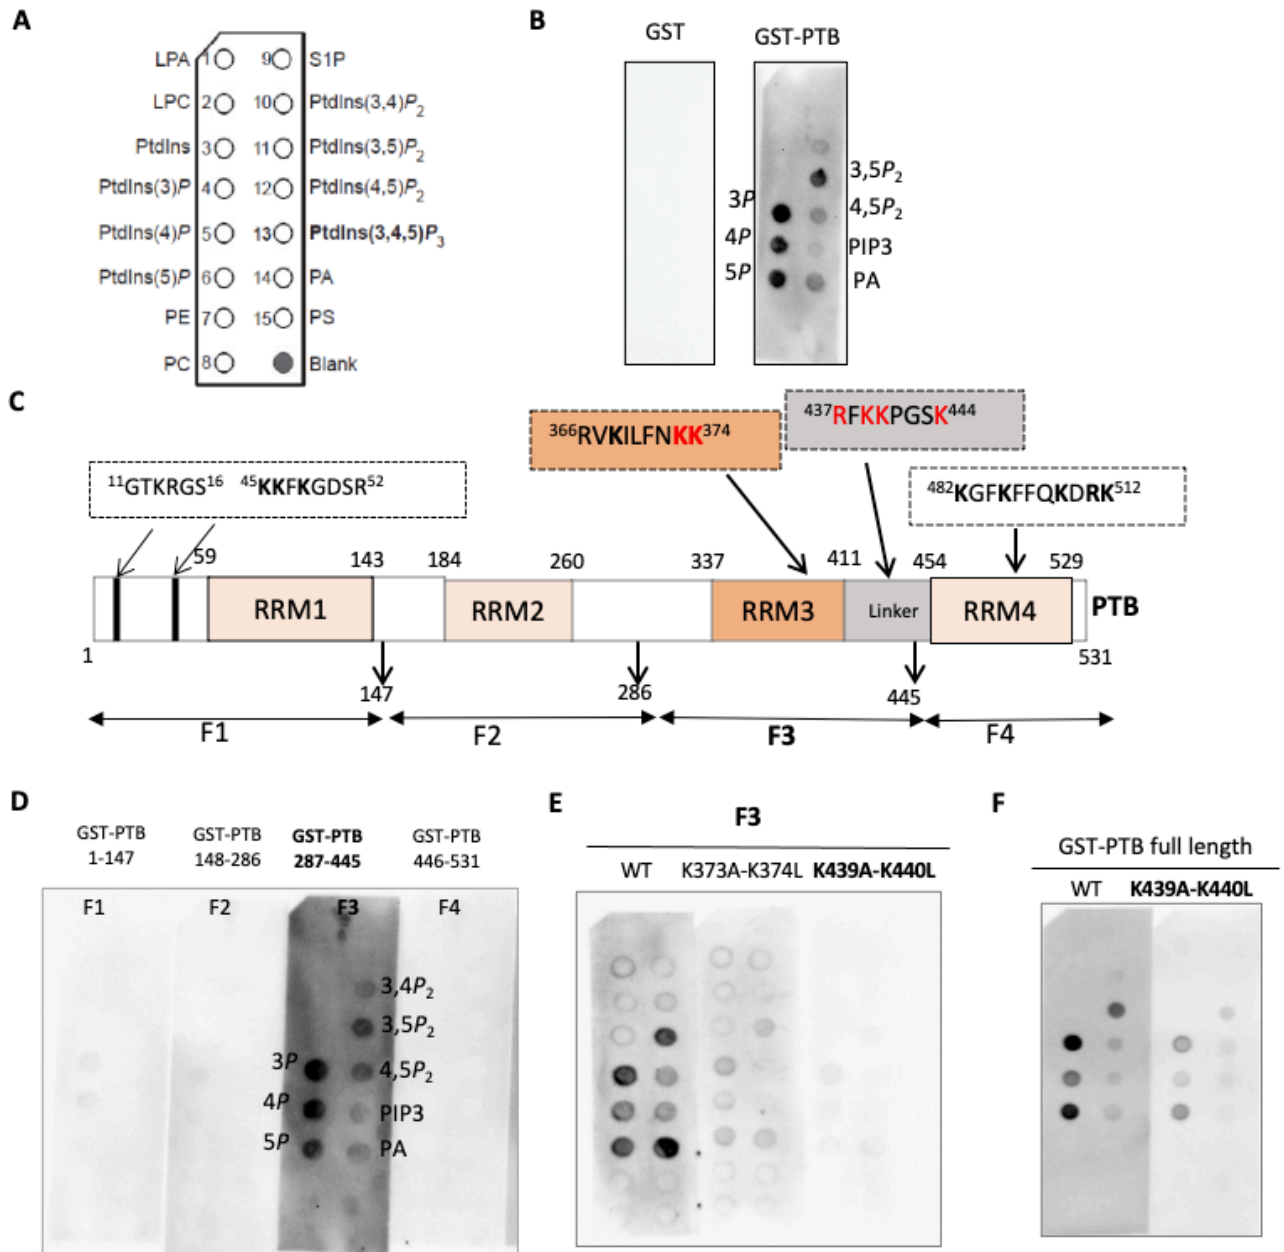 A
LPA 1 9 S1P
LPC 2 10 PtdIns(3,4)P2
PtdIns 3 11 PtdIns(3,5)P2
PtdIns(3)P 4 12 PtdIns(4,5)P2
PtdIns(4)P 5 13 PtdIns(3,4,5)P3
PtdIns(5)P 6 14 PA
PE 7 15 PS
PC 8 Blank
B
GST GST-PTB
3,5P2
3P 4,5P2
4P PIP3
5P PA
C
366RVKILFNKK374
437RFKKPGSK444
11GTKRGS16 45KKFKGDSR52
482KGFKFFQKDRK512
59 143 184 260 337 411 454 529
RRM1 RRM2 RRM3 Linker RRM4 PTB
1 531
147 286 445
F1 F2 F3 F4
D
GST-PTB GST-PTB GST-PTB GST-PTB
1-147 148-286 287-445 446-531
F1 F2 F3 F4
3,4P2
3,5P2
3P 4,5P2
4P PIP3
5P PA
E
F3
WT K373A-K374L K439A-K440L
F
GST-PTB full length
WT K439A-K440L